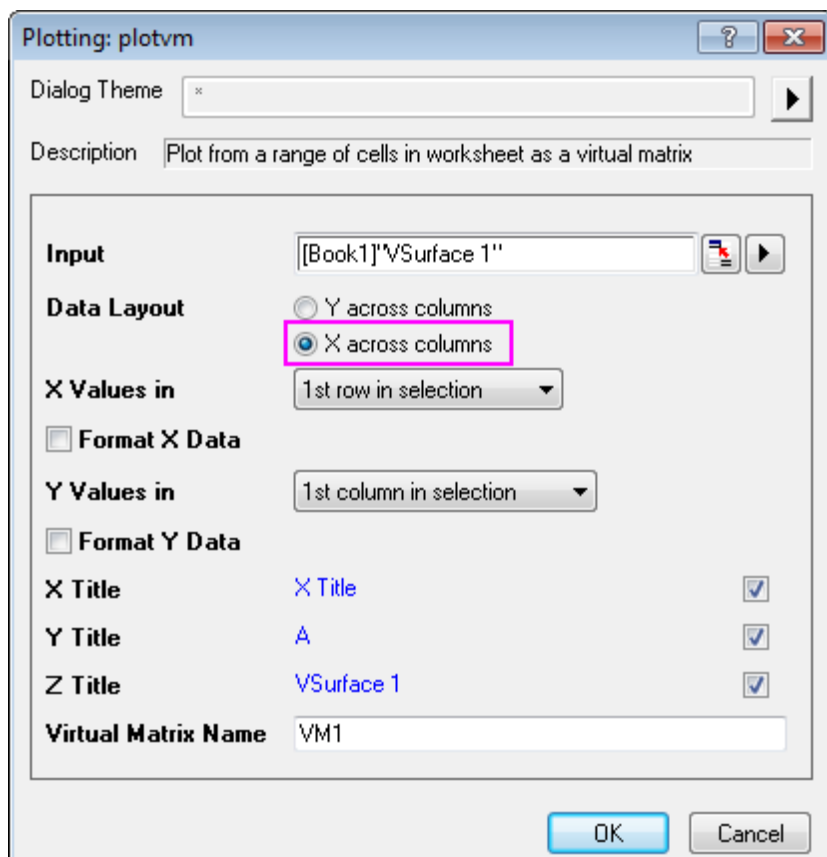 Plotting: plotvm
Dialog Theme *
Description Plot from a range of cells in worksheet as a virtual matrix
Input [Book1]"VSurface 1"
Data Layout Y across columns
X across columns
X Values in 1st row in selection
Format X Data
Y Values in 1st column in selection
Format Y Data
X Title X Title
Y Title A
Z Title VSurface 1
Virtual Matrix Name VM1
OK Cancel